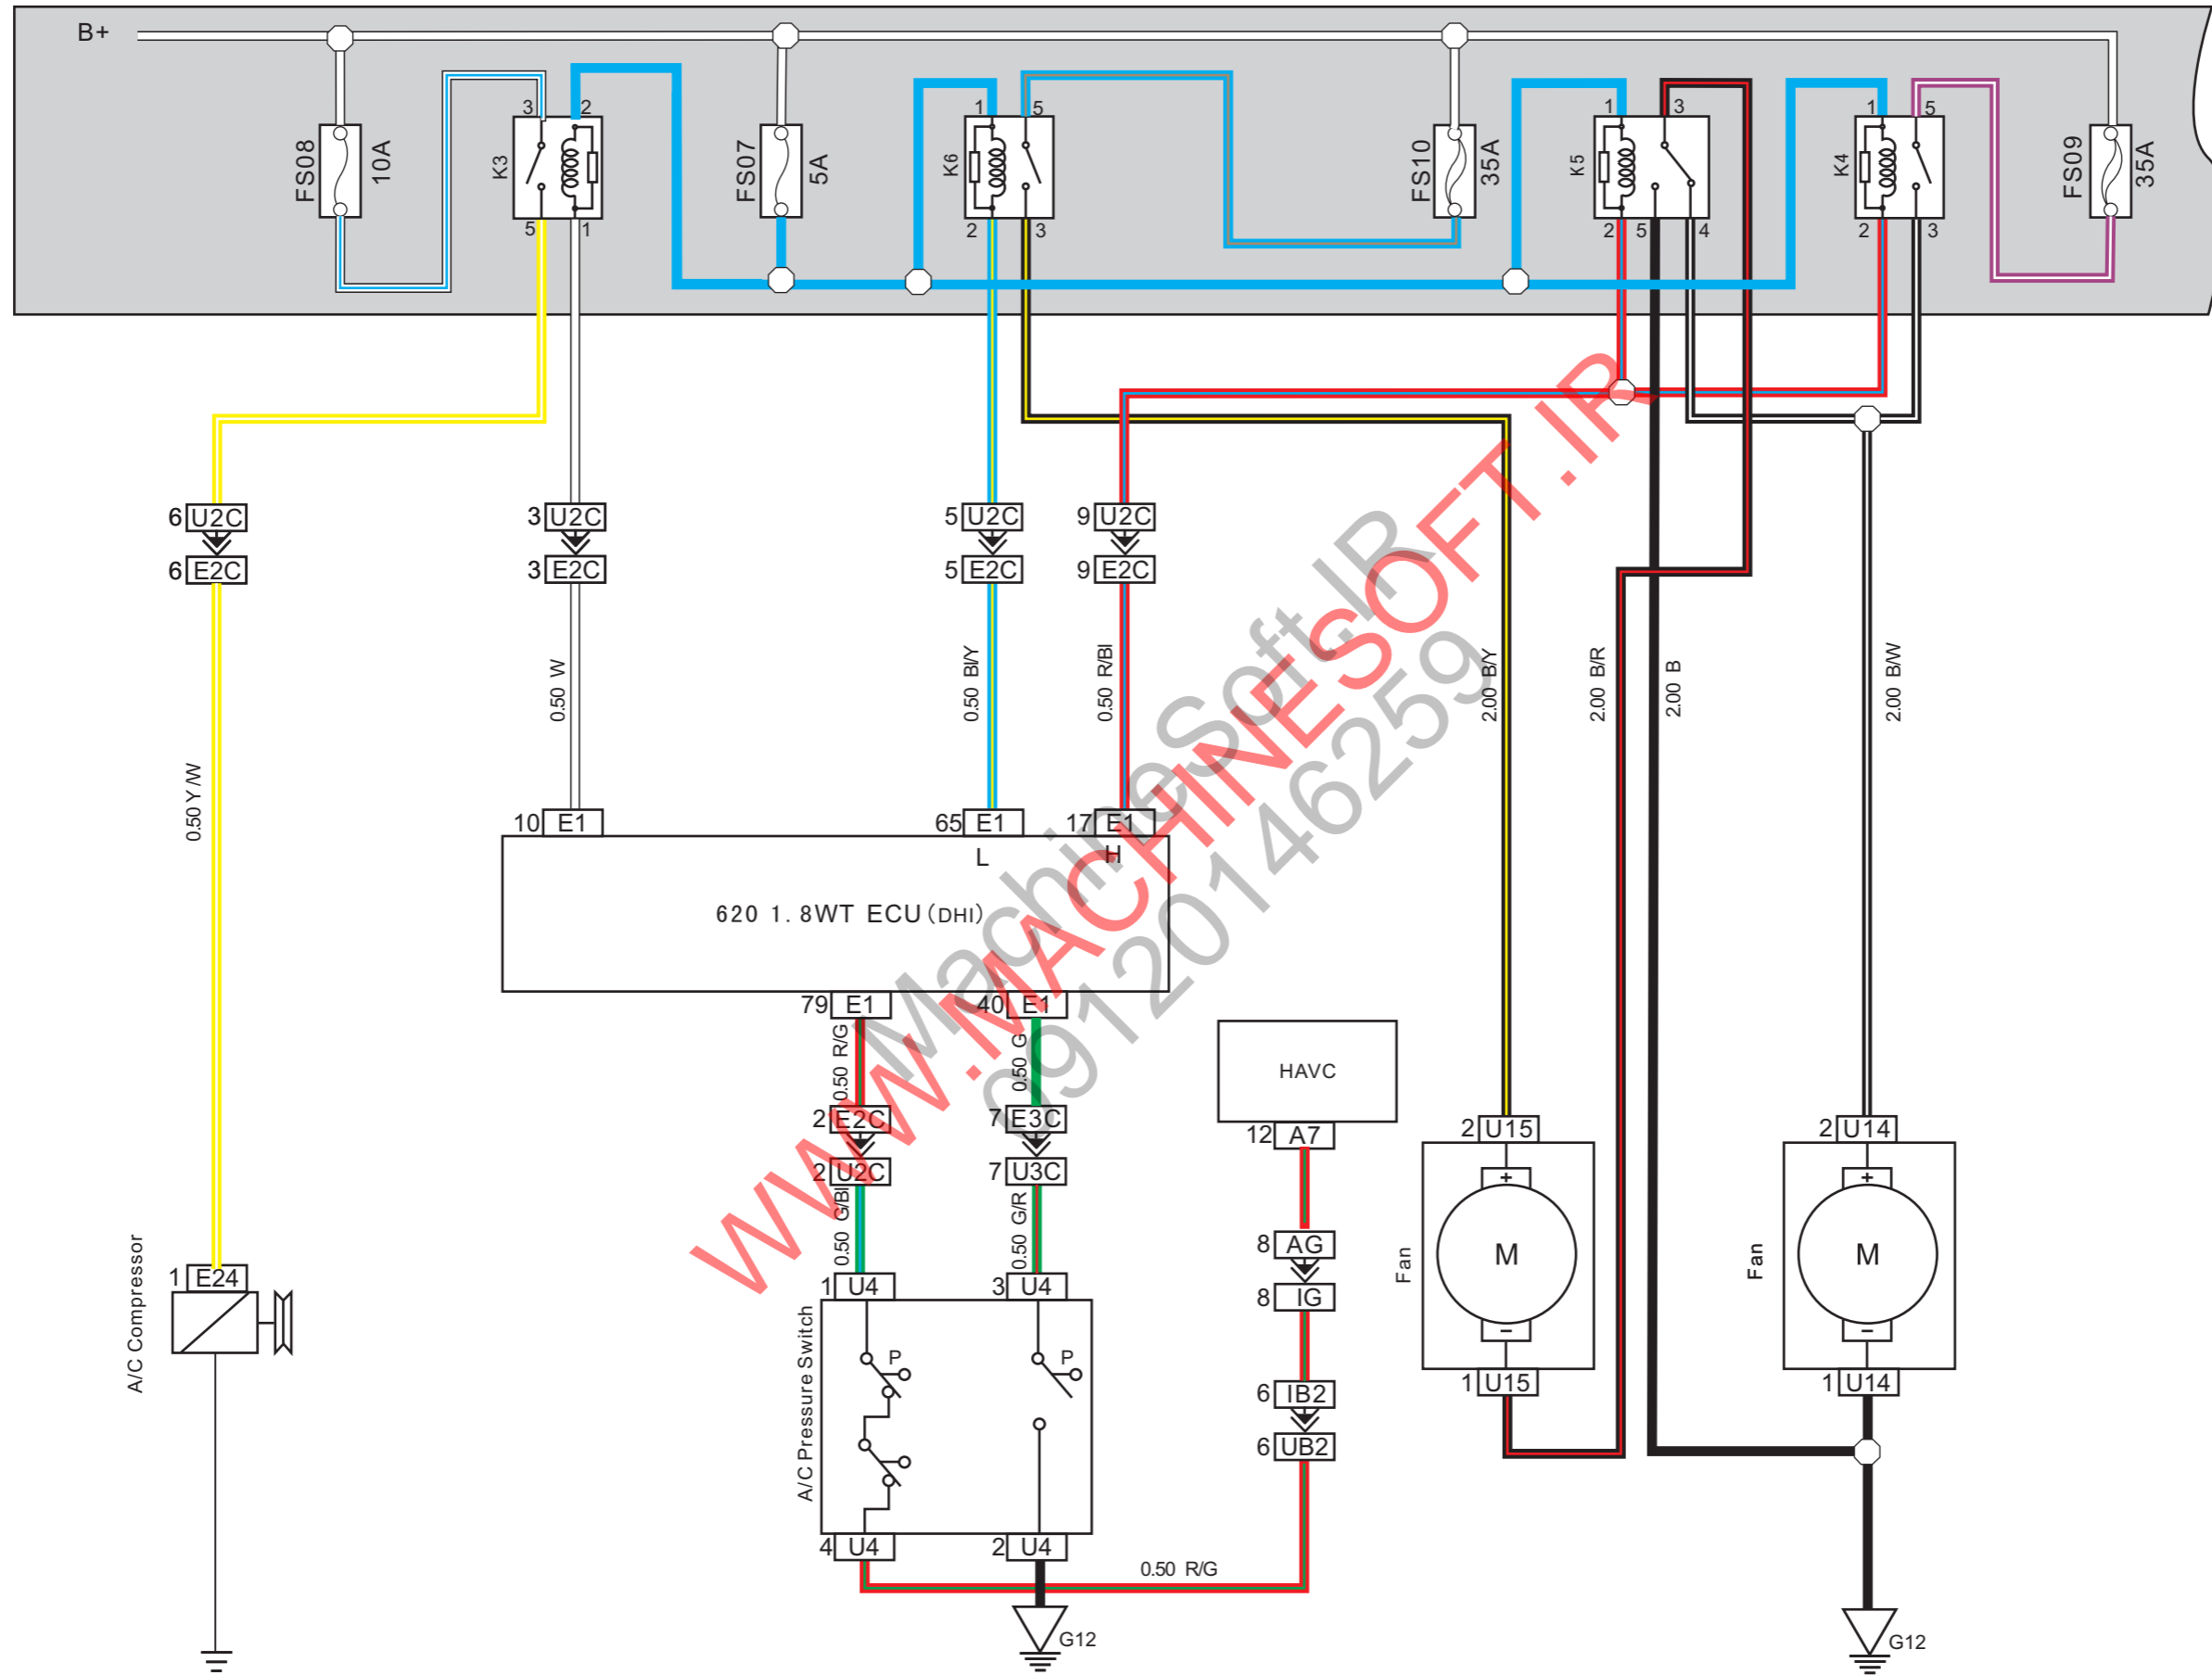 B+
3 2 1 5 1 3 1 5
FS08 10A K3 FS07 5A K6 FS10 35A K5 K4 FS09 35A
5 1 2 3 2 5 4 2 3
6 U2C 3 U2C 5 U2C 9 U2C
6 E2C 3 E2C 5 E2C 9 E2C
0.50 Y/W
0.50 W
0.50 Bl/Y
0.50 R/Bl
2.00 B/Y
2.00 B/R
2.00 B
2.00 B/W
10 E1 65 E1 17 E1
L H
620 1.8WT ECU(DHI)
79 E1 40 E1
0.50 R/G
0.50 G
2 E2C 7 E3C
2 U2C 7 U3C
0.50 G/Bl
0.50 G/R
HAVC
12 A7
8 AG
8 IG
6 IB2
6 UB2
2 U15 2 U14
+ +
Fan M Fan M
- -
1 U15 1 U14
A/C Compressor
1 E24
1 U4 3 U4
A/C Pressure Switch
P P
P
4 U4 2 U4
0.50 R/G
G12 G12
MachineSoft.IR
WWW.MACHINESOFT.IR
09120146259